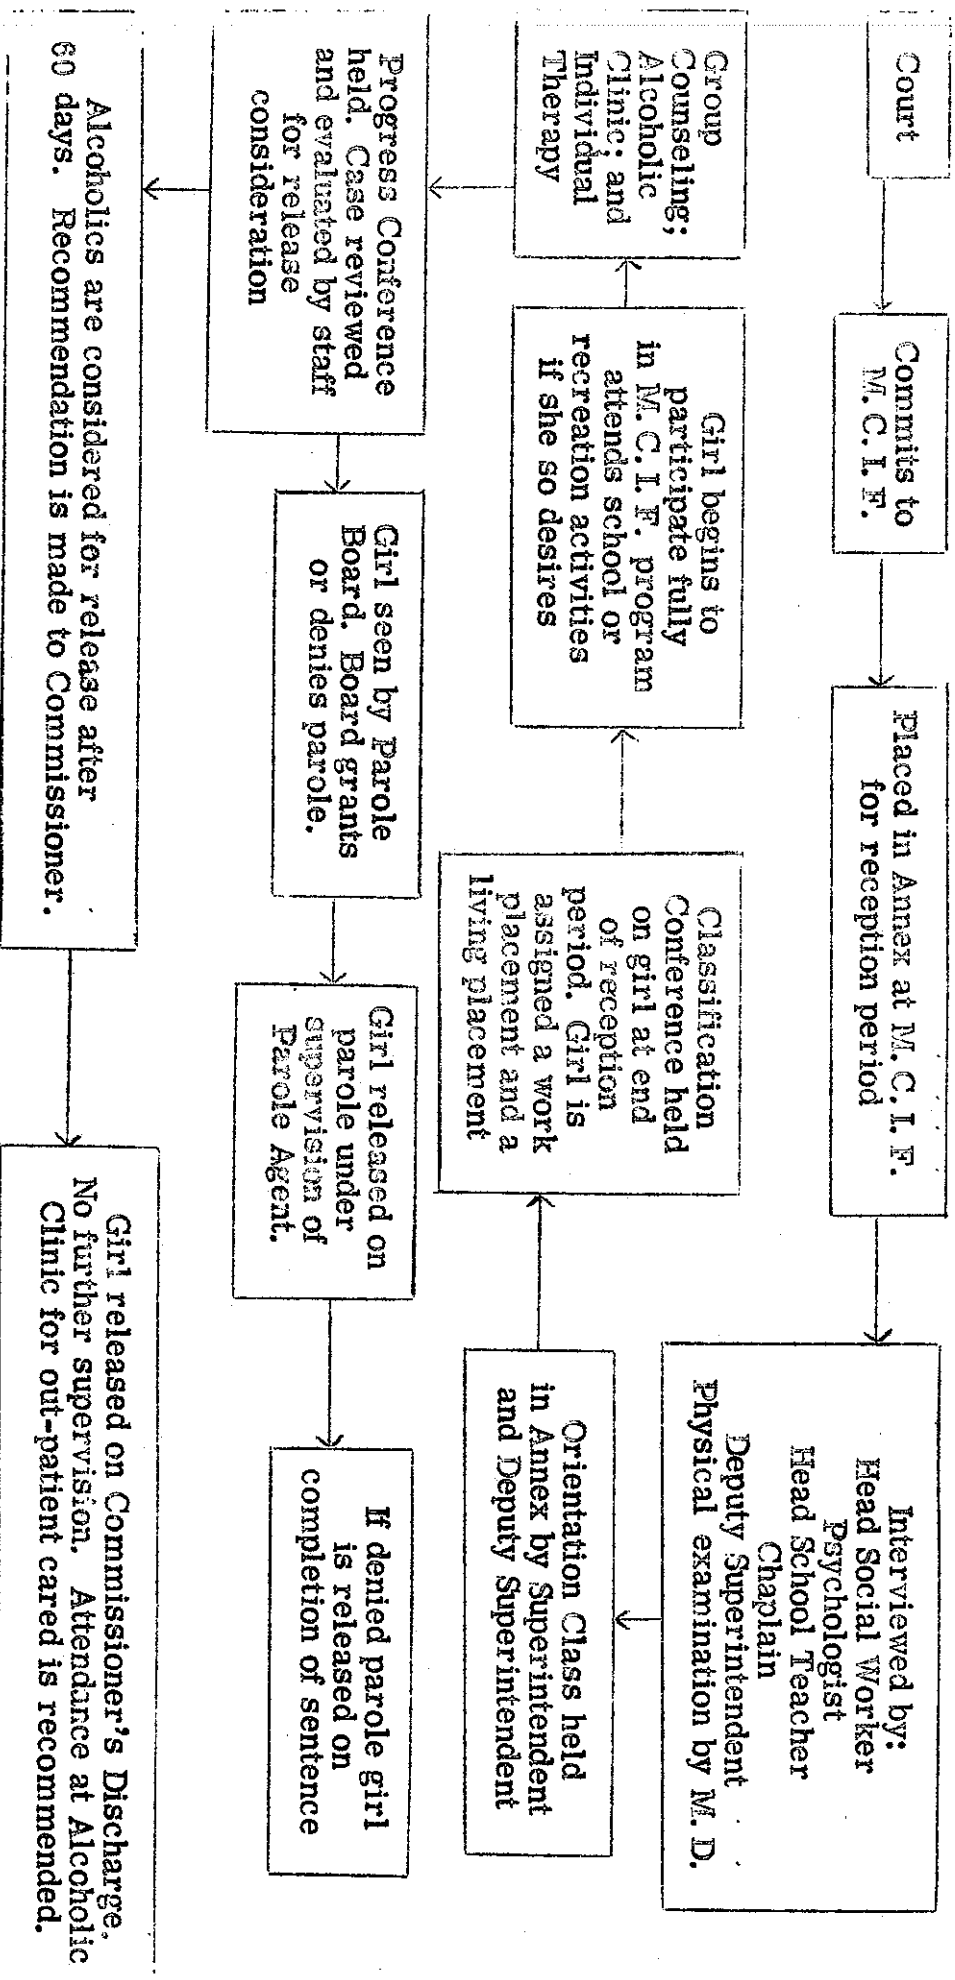 Court
Commits to
M. C. I. F.
Placed in Annex at M. C. I. F.
for reception period
Interviewed by:
Head Social Worker
Psychologist
Head School Teacher
Chaplain
Deputy Superintendent
Physical examination by M. D.
Orientation Class held
in Annex by Superintendent
and Deputy Superintendent
Classification
Conference held
on girl at end
of reception
period. Girl is
assigned a work
placement and a
living placement
Girl begins to
participate fully
in M. C. I. F. program
attends school or
recreation activities
if she so desires
Group
Counseling;
Alcoholic
Clinic; and
Individual
Therapy
Progress Conference
held. Case reviewed
and evaluated by staff
for release
consideration
Girl seen by Parole
Board. Board grants
or denies parole.
Girl released on
parole under
supervision of
Parole Agent.
If denied parole girl
is released on
completion of sentence
Alcoholics are considered for release after
60 days. Recommendation is made to Commissioner.
Girl released on Commissioner's Discharge.
No further supervision. Attendance at Alcoholic
Clinic for out-patient cared is recommended.